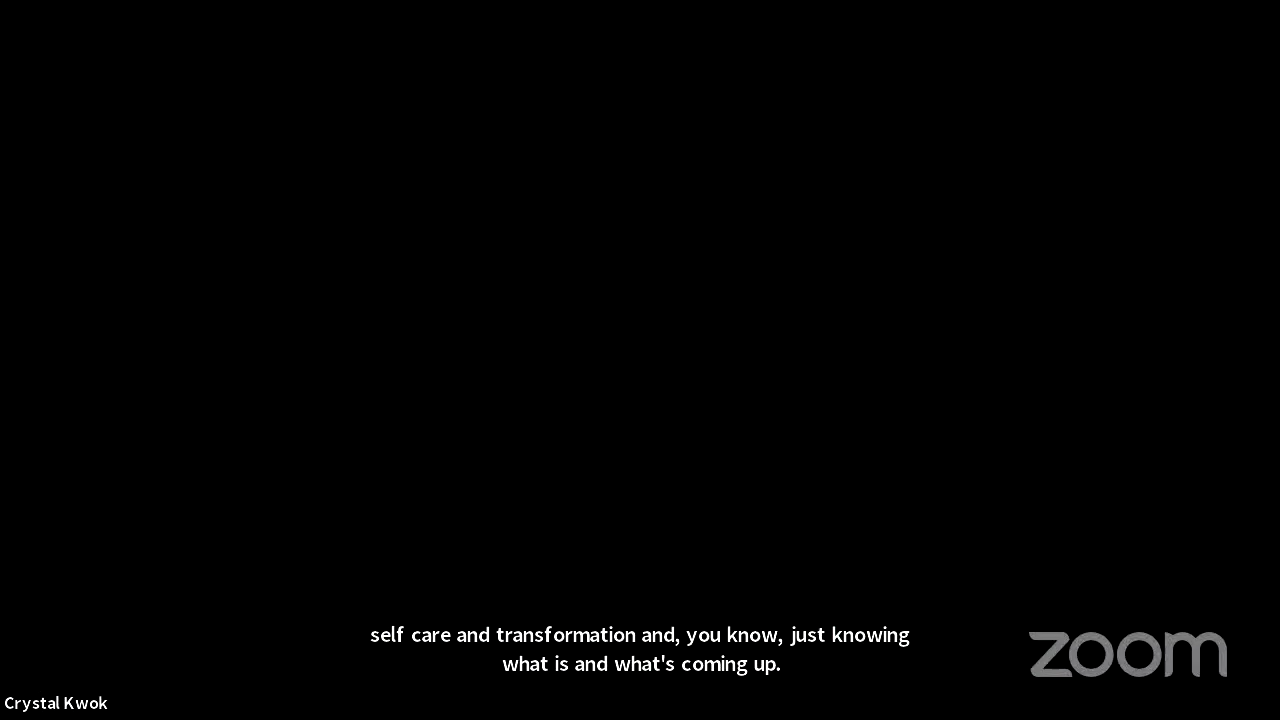 self care and transformation and, you know, just knowing
what is and what's coming up.
zoom
Crystal Kwok